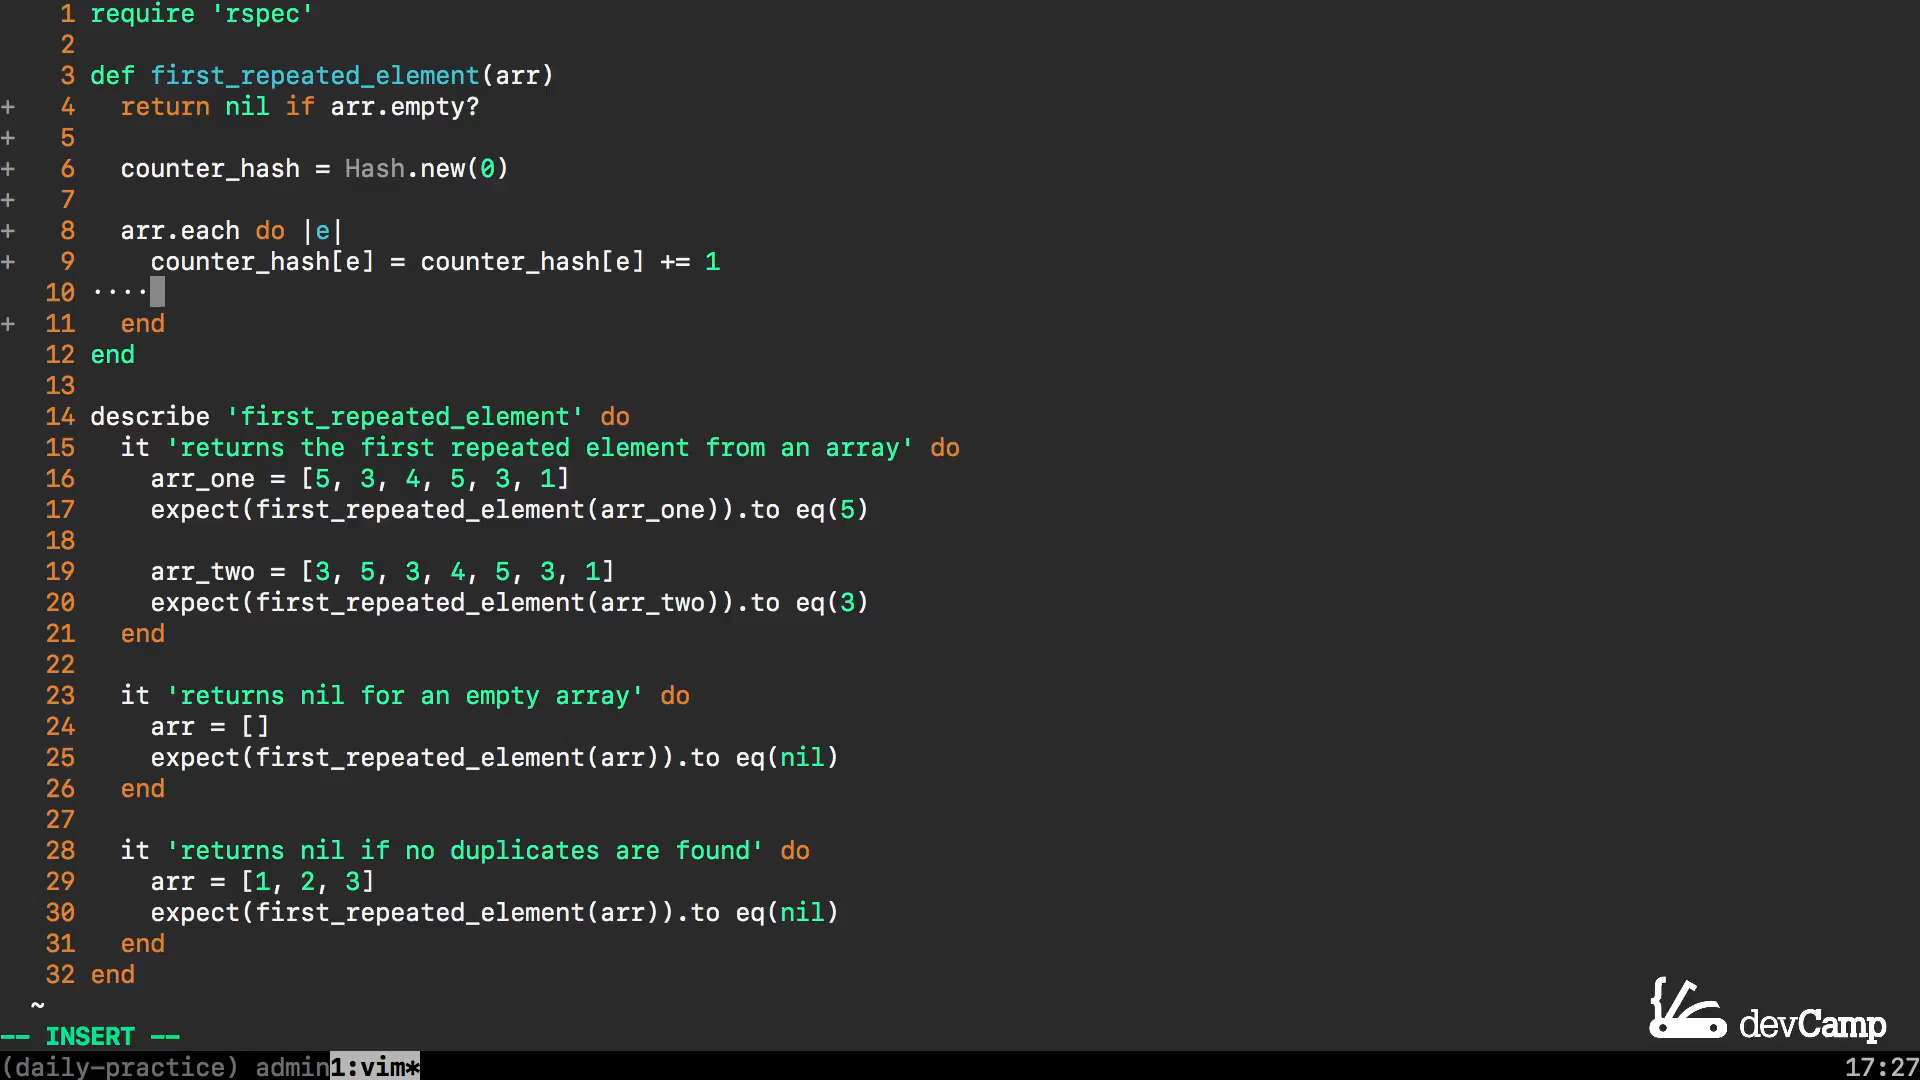 1 require 'rspec'
2
3 def first_repeated_element(arr)
+ 4   return nil if arr.empty?
+ 5
+ 6   counter_hash = Hash.new(0)
+ 7
+ 8   arr.each do |e|
+ 9     counter_hash[e] = counter_hash[e] += 1
10 ····
+ 11   end
12 end
13
14 describe 'first_repeated_element' do
15   it 'returns the first repeated element from an array' do
16     arr_one = [5, 3, 4, 5, 3, 1]
17     expect(first_repeated_element(arr_one)).to eq(5)
18
19     arr_two = [3, 5, 3, 4, 5, 3, 1]
20     expect(first_repeated_element(arr_two)).to eq(3)
21   end
22
23   it 'returns nil for an empty array' do
24     arr = []
25     expect(first_repeated_element(arr)).to eq(nil)
26   end
27
28   it 'returns nil if no duplicates are found' do
29     arr = [1, 2, 3]
30     expect(first_repeated_element(arr)).to eq(nil)
31   end
32 end
~
devCamp
-- INSERT --
(daily-practice) admin 1:vim* 17:27